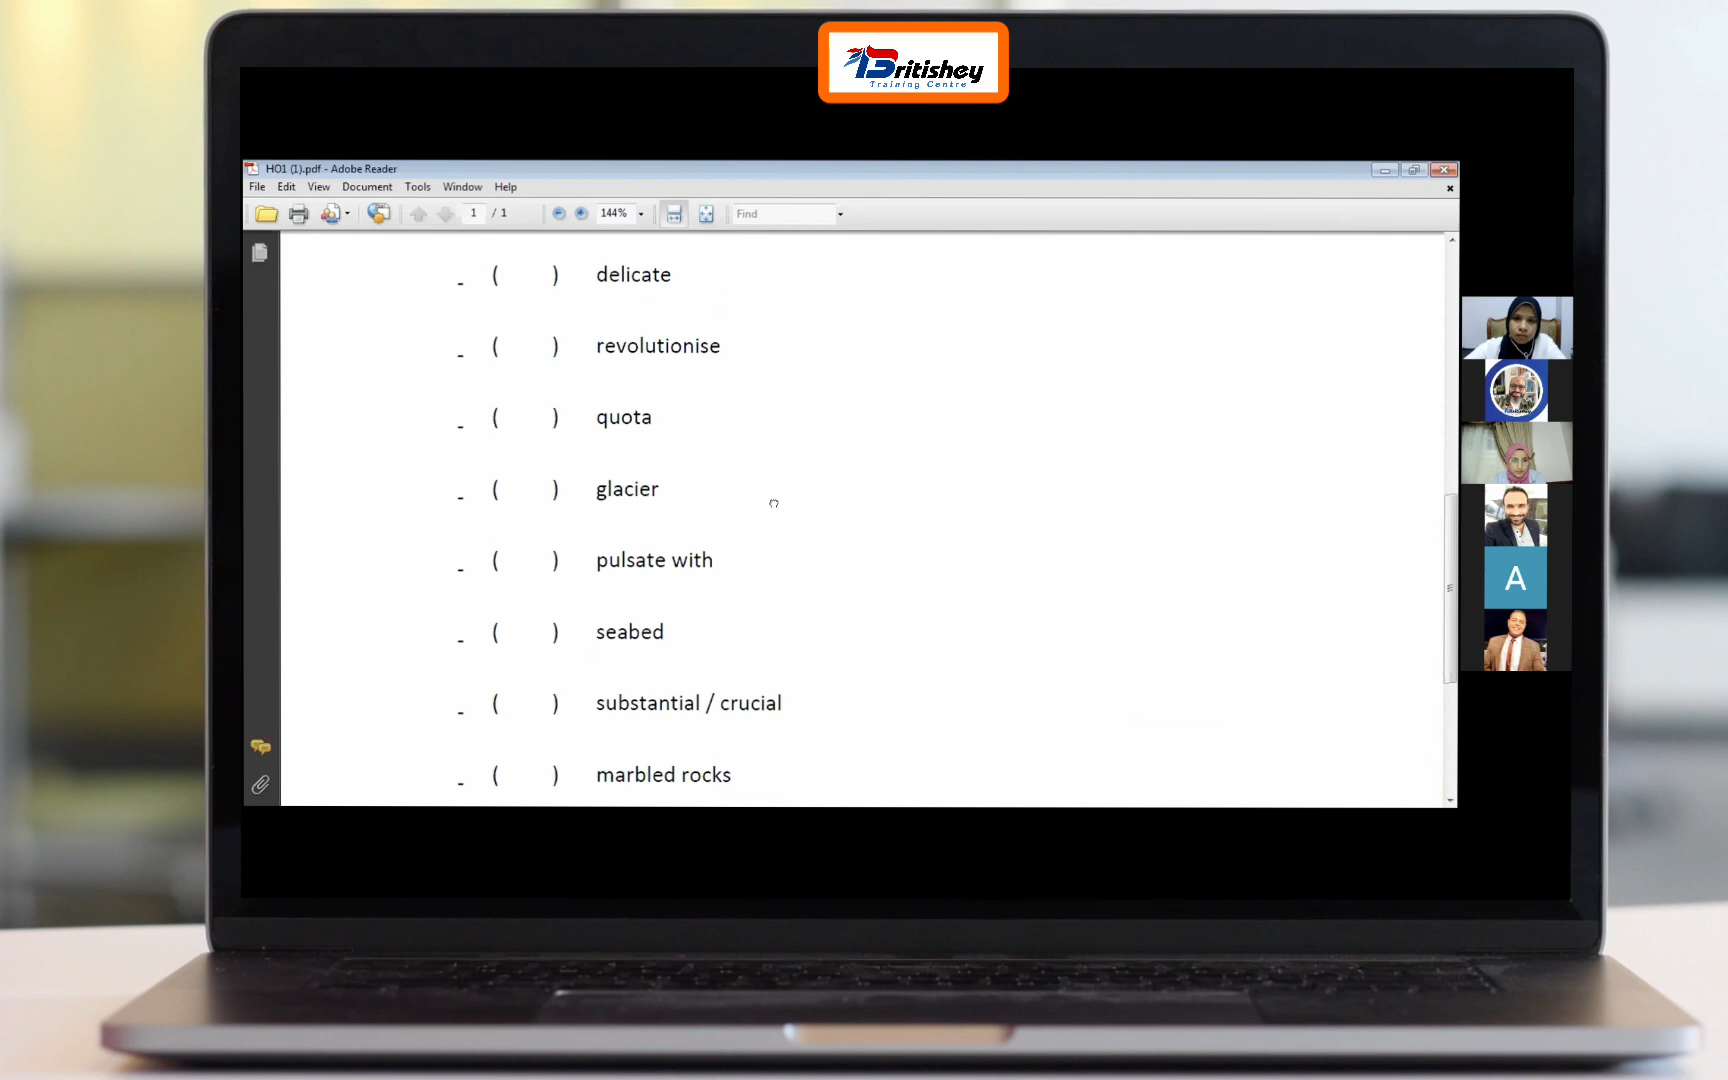 Britishey
Training Centre
HO1 (1).pdf - Adobe Reader
File Edit View Document Tools Window Help
1 / 1 144% Find
- ( ) delicate
- ( ) revolutionise
- ( ) quota
- ( ) glacier
- ( ) pulsate with
- ( ) seabed
- ( ) substantial / crucial
- ( ) marbled rocks
A